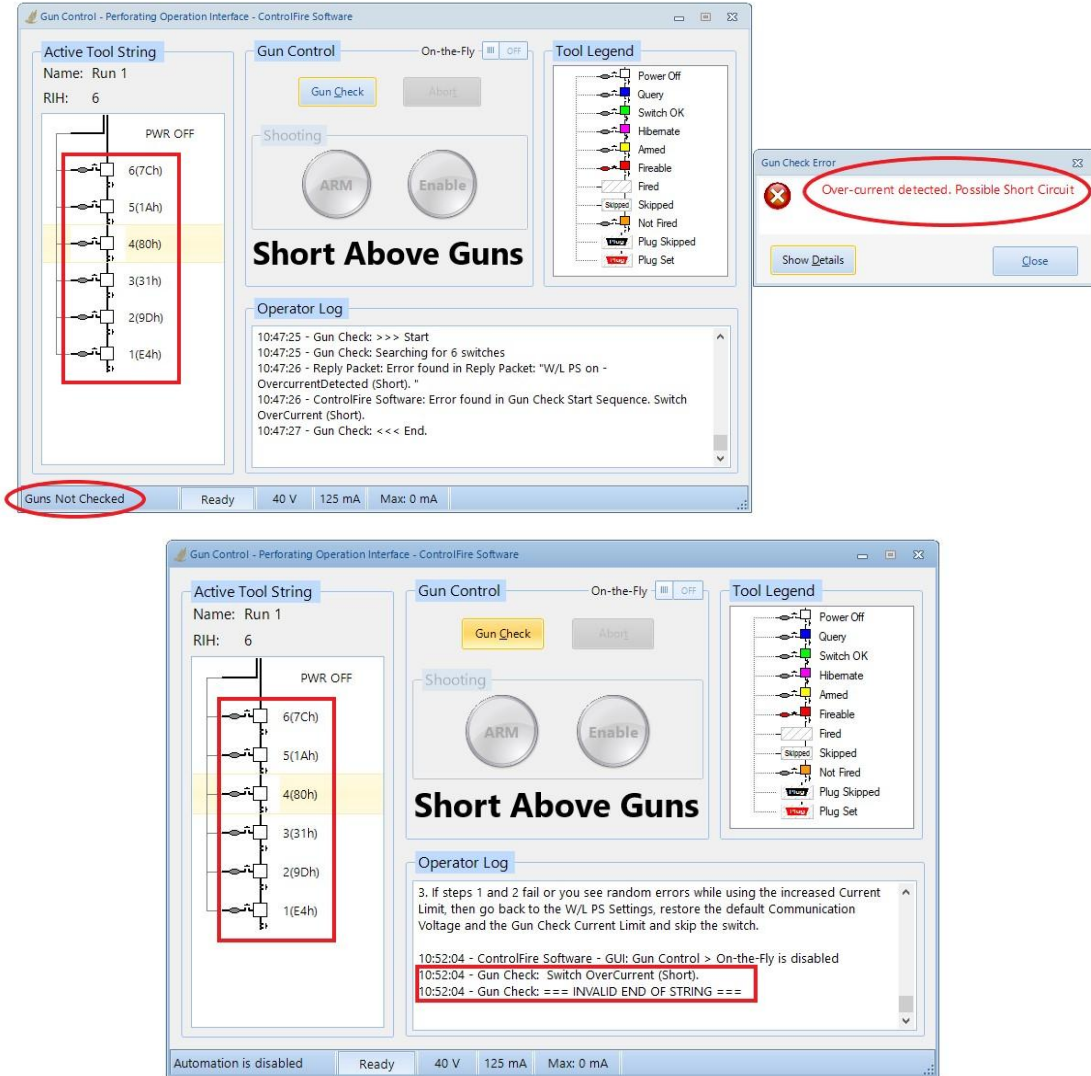 Gun Control - Perforating Operation Interface - ControlFire Software
Active Tool String
Name: Run 1
RIH: 6
PWR OFF
6(7Ch)
5(1Ah)
4(80h)
3(31h)
2(9Dh)
1(E4h)
Gun Control
On-the-Fly
OFF
Gun Check
Abort
Shooting
ARM
Enable
Short Above Guns
Tool Legend
Power Off
Query
Switch OK
Hibernate
Armed
Fireable
Fired
Skipped Skipped
Not Fired
Plug Plug Skipped
Plug Plug Set
Operator Log
10:47:25 - Gun Check: >>> Start
10:47:25 - Gun Check: Searching for 6 switches
10:47:26 - Reply Packet: Error found in Reply Packet: "W/L PS on -
OvercurrentDetected (Short). "
10:47:26 - ControlFire Software: Error found in Gun Check Start Sequence. Switch
OverCurrent (Short).
10:47:27 - Gun Check: <<< End.
Guns Not Checked
Ready
40 V
125 mA
Max: 0 mA
Gun Check Error
Over-current detected. Possible Short Circuit
Show Details
Close
Gun Control - Perforating Operation Interface - ControlFire Software
Active Tool String
Name: Run 1
RIH: 6
PWR OFF
6(7Ch)
5(1Ah)
4(80h)
3(31h)
2(9Dh)
1(E4h)
Gun Control
On-the-Fly
OFF
Gun Check
Abort
Shooting
ARM
Enable
Short Above Guns
Tool Legend
Power Off
Query
Switch OK
Hibernate
Armed
Fireable
Fired
Skipped Skipped
Not Fired
Plug Plug Skipped
Plug Plug Set
Operator Log
3. If steps 1 and 2 fail or you see random errors while using the increased Current
Limit, then go back to the W/L PS Settings, restore the default Communication
Voltage and the Gun Check Current Limit and skip the switch.
10:52:04 - ControlFire Software - GUI: Gun Control > On-the-Fly is disabled
10:52:04 - Gun Check: Switch OverCurrent (Short).
10:52:04 - Gun Check: === INVALID END OF STRING ===
Automation is disabled
Ready
40 V
125 mA
Max: 0 mA